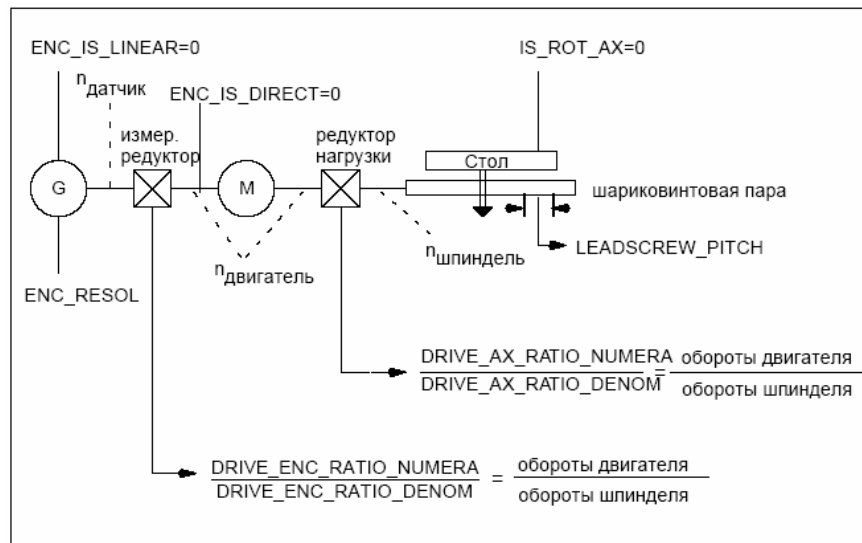 ENC_IS_LINEAR=0
IS_ROT_AX=0
nдатчик
ENC_IS_DIRECT=0
измер.
редуктор
редуктор
нагрузки
Стол
G
M
шариковинтовая пара
LEADSCREW_PITCH
nшпиндель
nдвигатель
ENC_RESOL
DRIVE_AX_RATIO_NUMERA = обороты двигателя
DRIVE_AX_RATIO_DENOM обороты шпинделя
DRIVE_ENC_RATIO_NUMERA = обороты двигателя
DRIVE_ENC_RATIO_DENOM обороты шпинделя